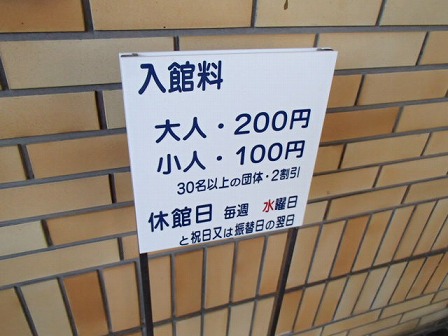 入館料
大人・200円
小人・100円
30名以上の団体・2割引
休館日 毎週 水曜日
と祝日又は振替日の翌日